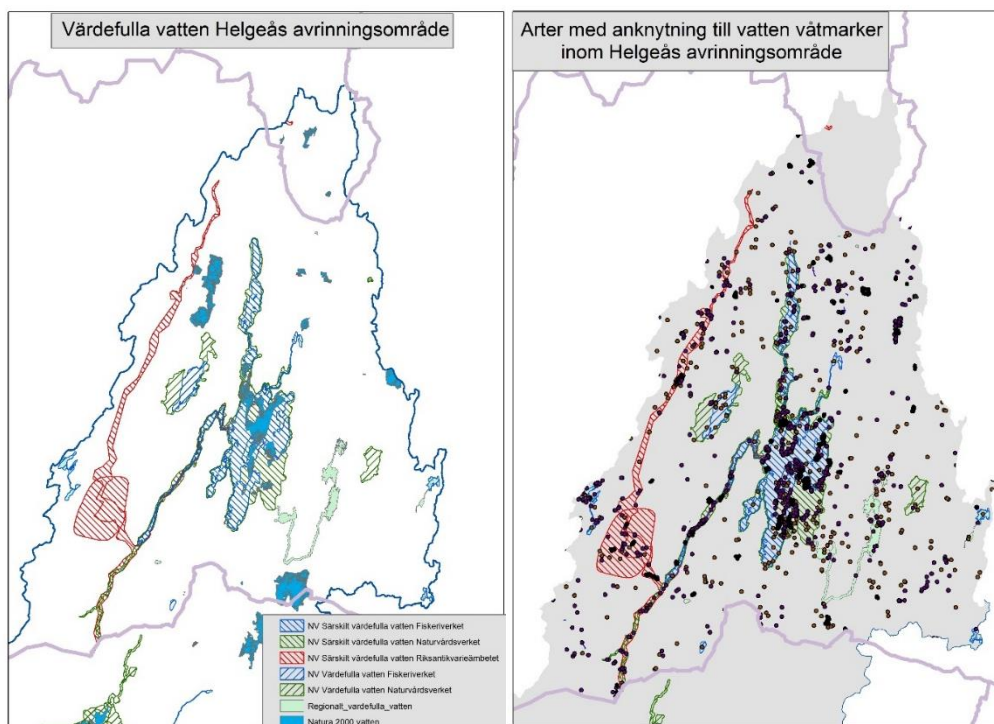 Värdefulla vatten Helgeås avrinningsområde
Arter med anknytning till vatten våtmarker
inom Helgeås avrinningsområde
NV Särskilt värdefulla vatten Fiskeriverket
NV Särskilt värdefulla vatten Naturvårdsverket
NV Särskilt värdefulla vatten Riksantikvarieämbetet
NV Värdefulla vatten Fiskeriverket
NV Värdefulla vatten Naturvårdsverket
Regionalt_vardefulla_vatten
Natura 2000 vatten